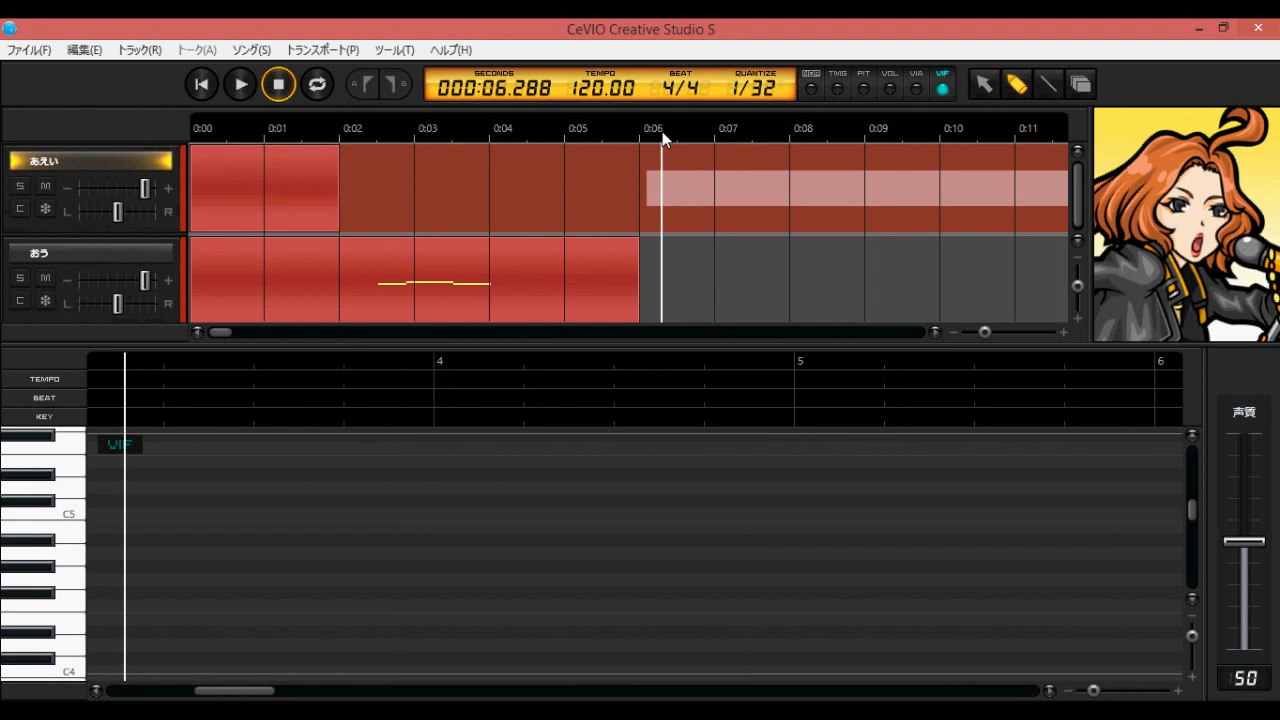 CeVIO Creative Studio S
ファイル(F) 編集(E) トラック(R) トーク(A) ソング(S) トランスポート(P) ツール(T) ヘルプ(H)
SECONDS TEMPO BEAT QUANTIZE
000:06.288 120.00 4/4 1/32
A B
NOR TMG PIT VOL VIA VIF
0:00 0:01 0:02 0:03 0:04 0:05 0:06 0:07 0:08 0:09 0:10 0:11
あえい
S M - +
C L R
おう
S M - +
C L R
4 5 6
TEMPO
BEAT
KEY
声質
VIF
C5
C4
50